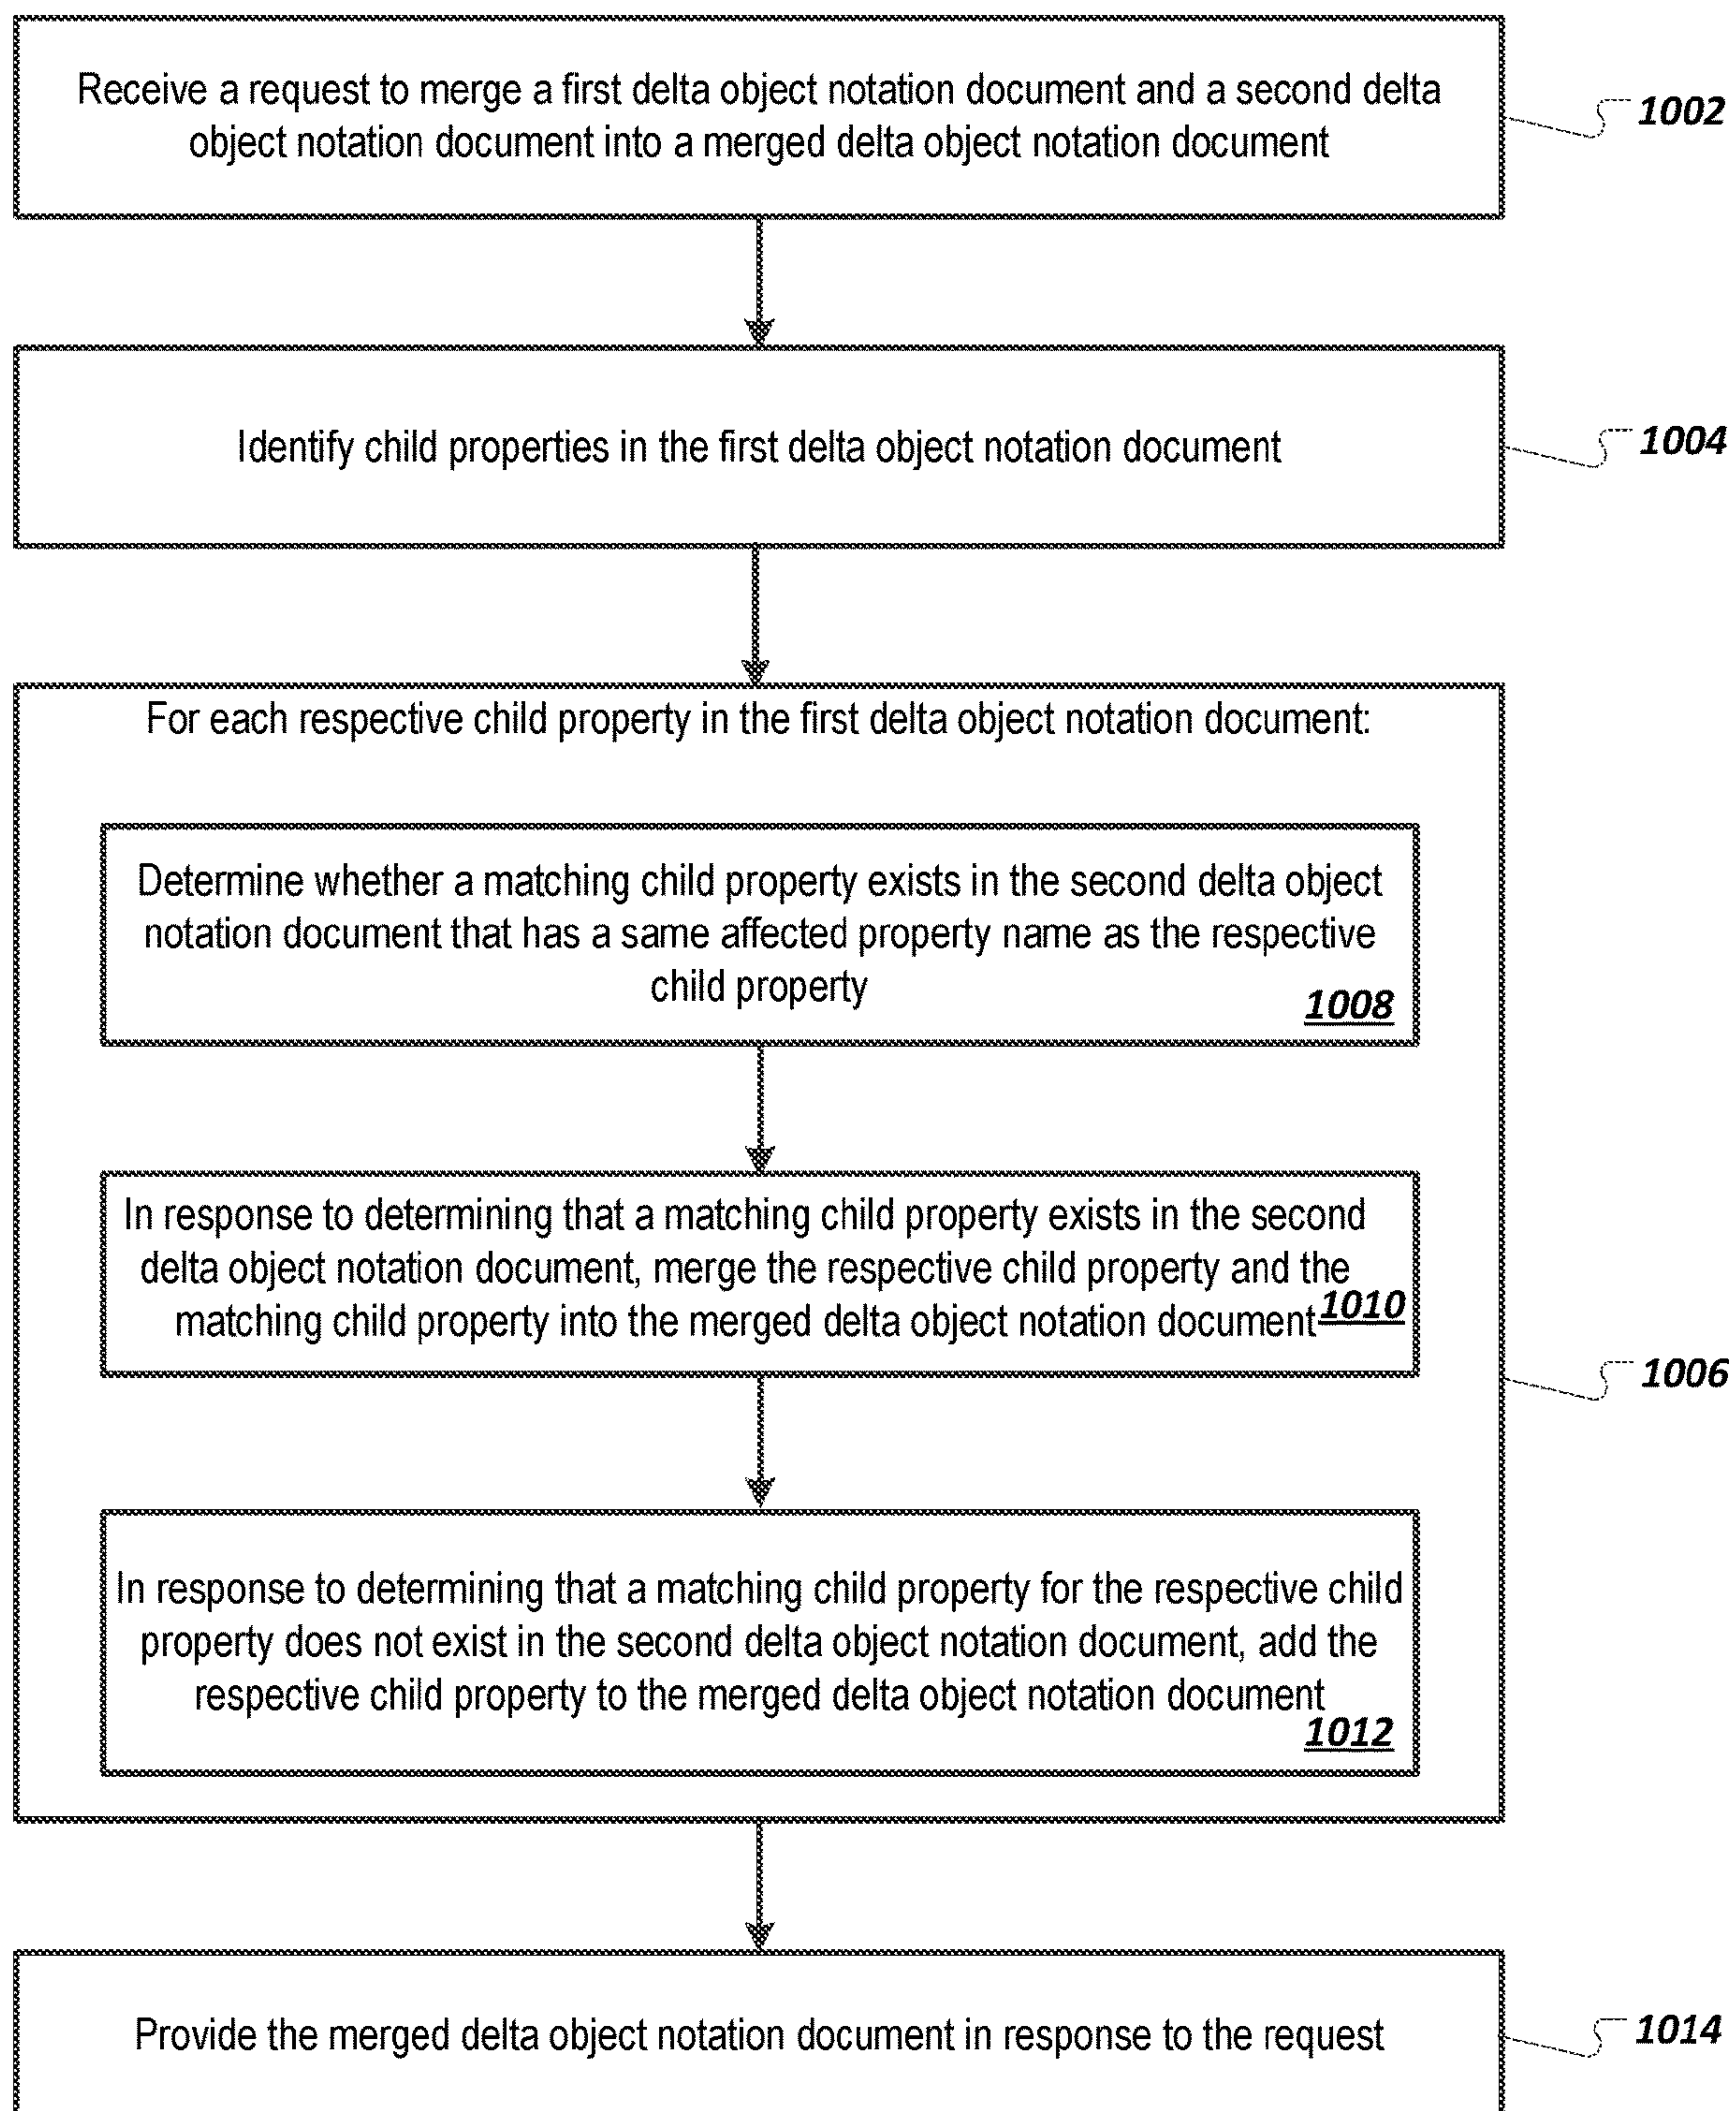 Receive a request to merge a first delta object notation document and a second delta
object notation document into a merged delta object notation document
1002
Identify child properties in the first delta object notation document
1004
For each respective child property in the first delta object notation document:
Determine whether a matching child property exists in the second delta object
notation document that has a same affected property name as the respective
child property
1008
In response to determining that a matching child property exists in the second
delta object notation document, merge the respective child property and the
matching child property into the merged delta object notation document
1010
1006
In response to determining that a matching child property for the respective child
property does not exist in the second delta object notation document, add the
respective child property to the merged delta object notation document
1012
Provide the merged delta object notation document in response to the request
1014